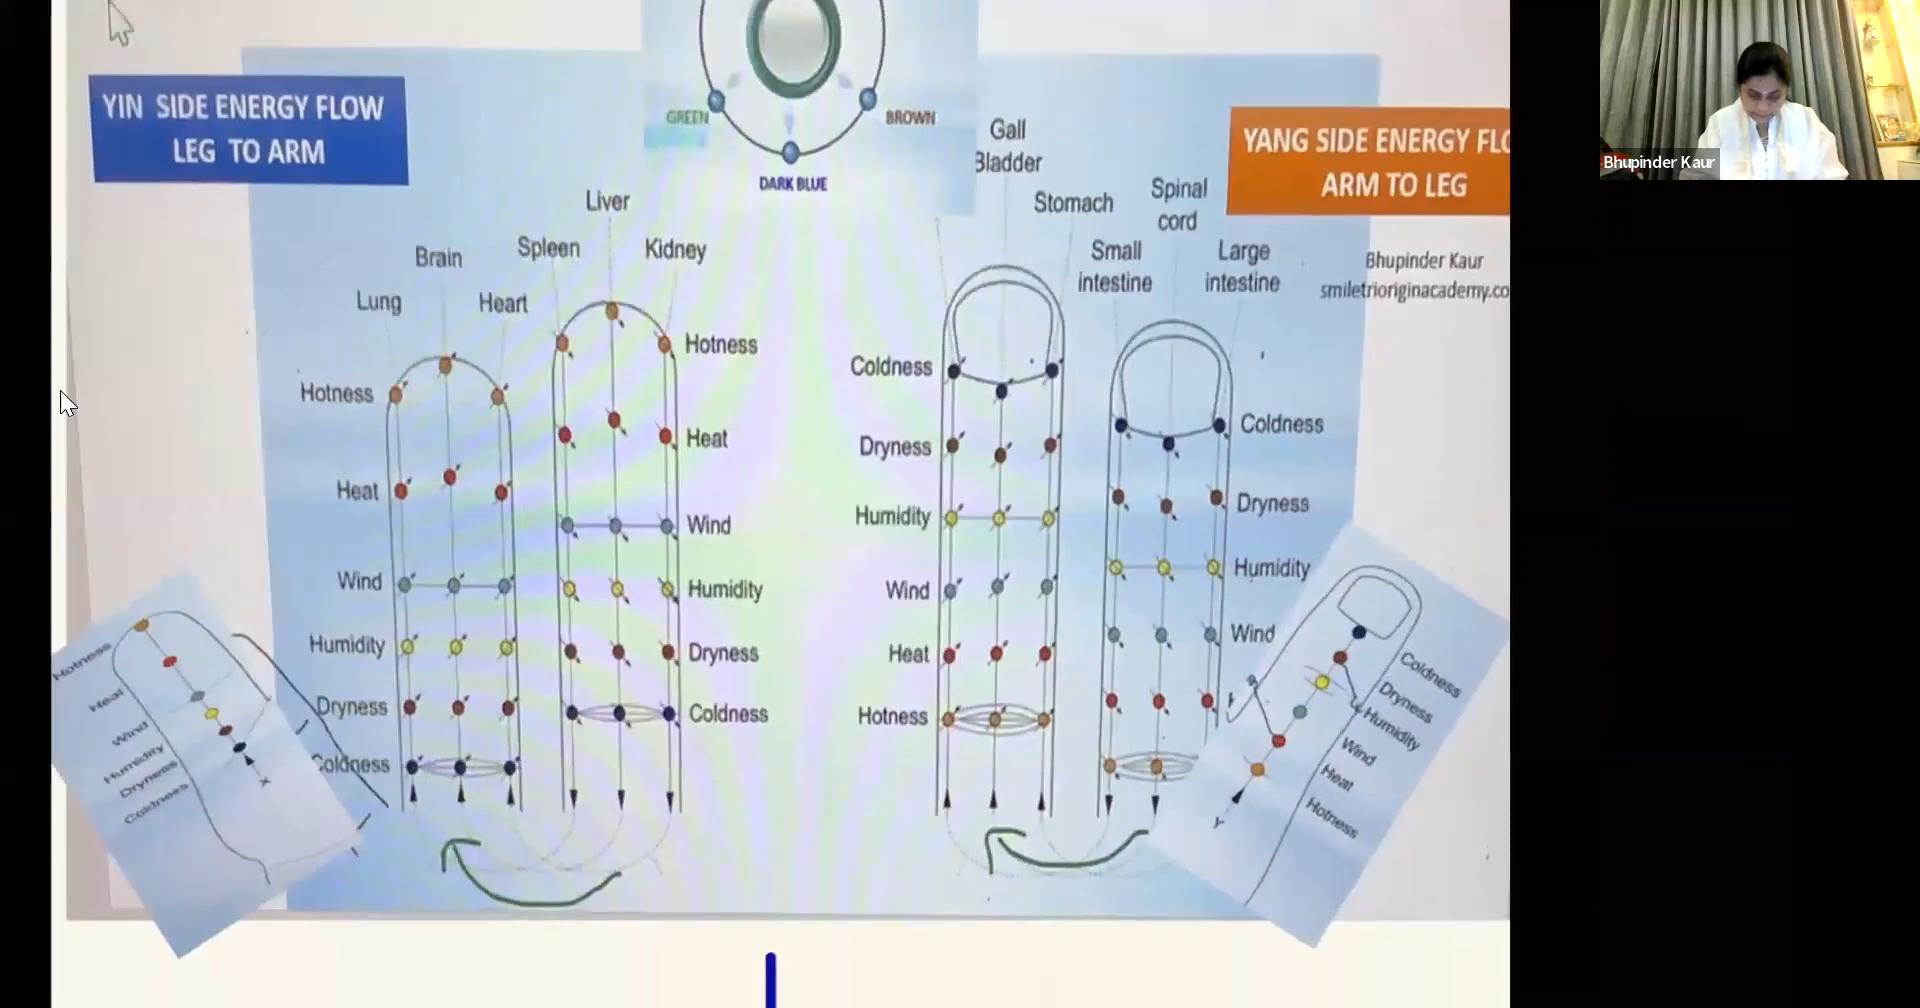 YIN SIDE ENERGY FLOW
LEG TO ARM
GREEN
BROWN
DARK BLUE
Gall
Bladder
Stomach
Spinal
cord
Small
intestine
Large
intestine
YANG SIDE ENERGY FLO
ARM TO LEG
Bhupinder Kaur
smiletrioriginacademy.co
Bhupinder Kaur
Liver
Spleen
Kidney
Brain
Lung
Heart
Hotness
Heat
Wind
Humidity
Dryness
Coldness
Hotness
Heat
Wind
Humidity
Dryness
Coldness
Coldness
Dryness
Humidity
Wind
Heat
Hotness
Coldness
Dryness
Humidity
Wind
Hotness
Heat
Wind
Humidity
Dryness
Coldness
X
Coldness
Dryness
Humidity
Wind
Heat
Hotness
Y